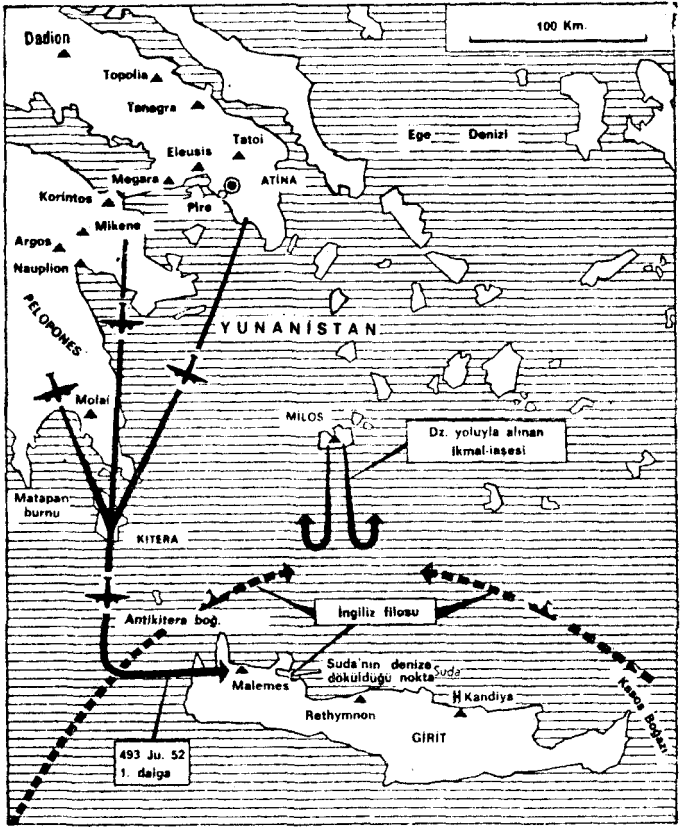 100 Km.
Dadion
Topolia
Tanagra
Ege Denizi
Eleusis
Tatoi
Megara
ATİNA
Korintos
Pire
Mikene
Argos
Nauplion
PELOPONES
YUNANİSTAN
Molai
MİLOS
Dz. yoluyla alınan
ikmal-iaşesi
Matapan
burnu
KITERA
Antikitera boğ.
İngiliz filosu
Suda'nın denize
döküldüğü nokta
Suda
Malemes
Kandiya
Rethymnon
Kasos Boğazı
GİRİT
493 Ju. 52
1. dalga